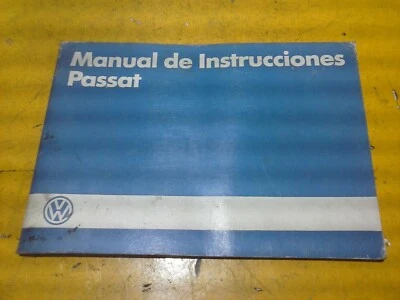 Manual de Instrucciones
Passat